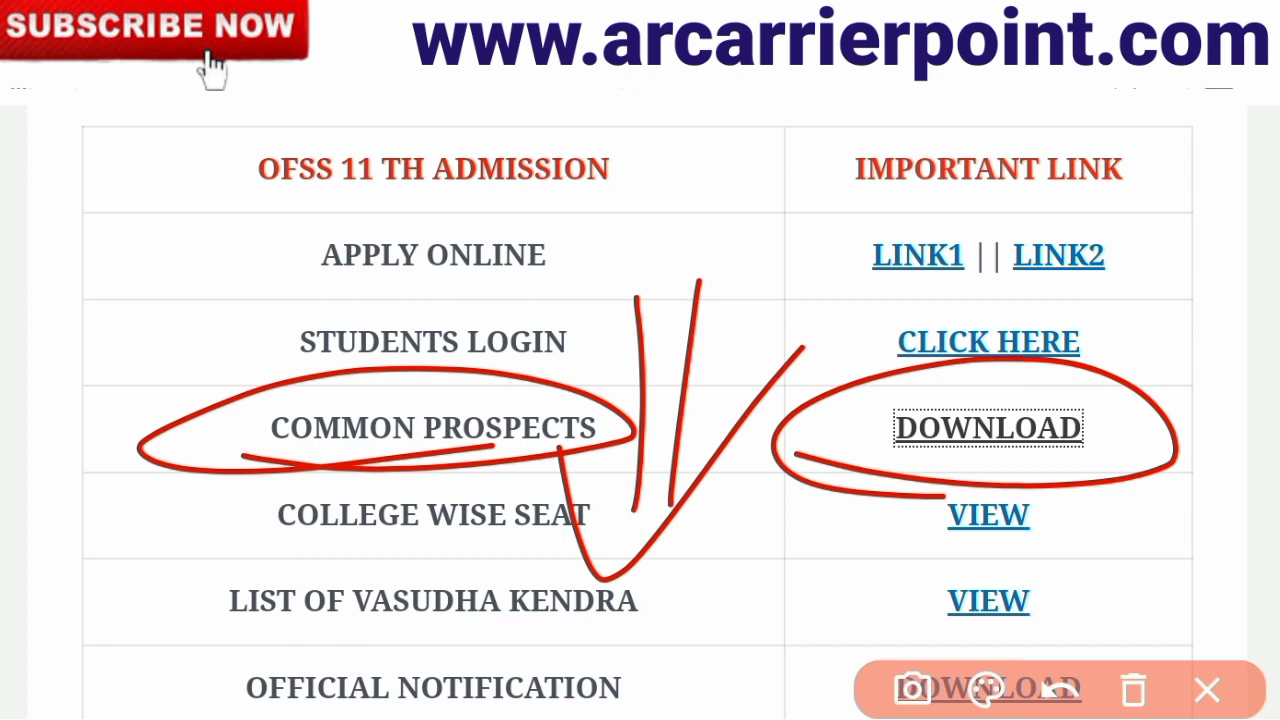 SUBSCRIBE NOW
www.arcarrierpoint.com
OFSS 11 TH ADMISSION IMPORTANT LINK
APPLY ONLINE LINK1 || LINK2
STUDENTS LOGIN CLICK HERE
COMMON PROSPECTS DOWNLOAD
COLLEGE WISE SEAT VIEW
LIST OF VASUDHA KENDRA VIEW
OFFICIAL NOTIFICATION DOWNLOAD